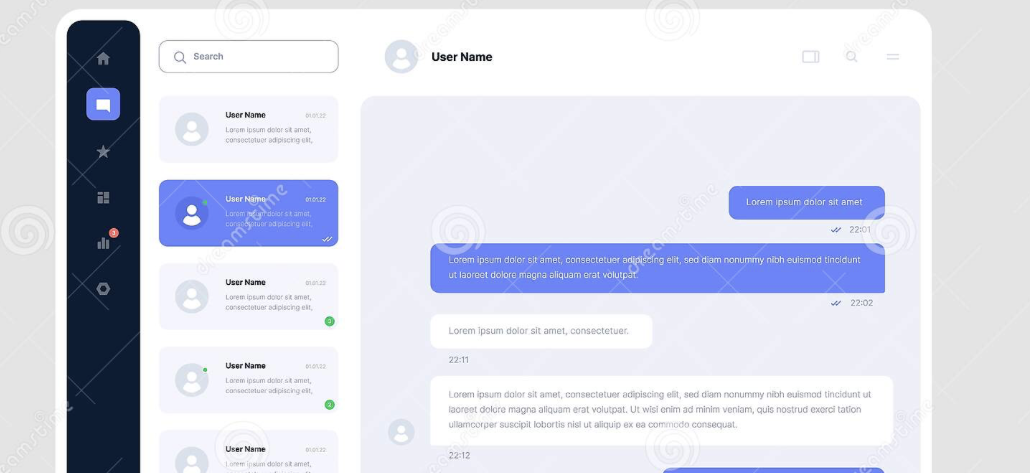 Search
User Name
User Name
01.01.22
Lorem ipsum dolor sit amet,
consectetuer adipiscing elit,
User Name
01.01.22
Lorem ipsum dolor sit amet,
consectetuer adipiscing elit,
3
User Name
01.01.22
Lorem ipsum dolor sit amet,
consectetuer adipiscing elit,
User Name
01.01.22
Lorem ipsum dolor sit amet,
consectetuer adipiscing elit,
2
User Name
01.01.22
Lorem ipsum dolor sit amet,
Lorem ipsum dolor sit amet
22:01
Lorem ipsum dolor sit amet, consectetuer adipiscing elit, sed diam nonummy nibh euismod tincidunt
ut laoreet dolore magna aliquam erat volutpat.
22:02
Lorem ipsum dolor sit amet, consectetuer.
22:11
Lorem ipsum dolor sit amet, consectetuer adipiscing elit, sed diam nonummy nibh euismod tincidunt ut
laoreet dolore magna aliquam erat volutpat. Ut wisi enim ad minim veniam, quis nostrud exerci tation
ullamcorper suscipit lobortis nisl ut aliquip ex ea commodo consequat.
22:12
dreamstime